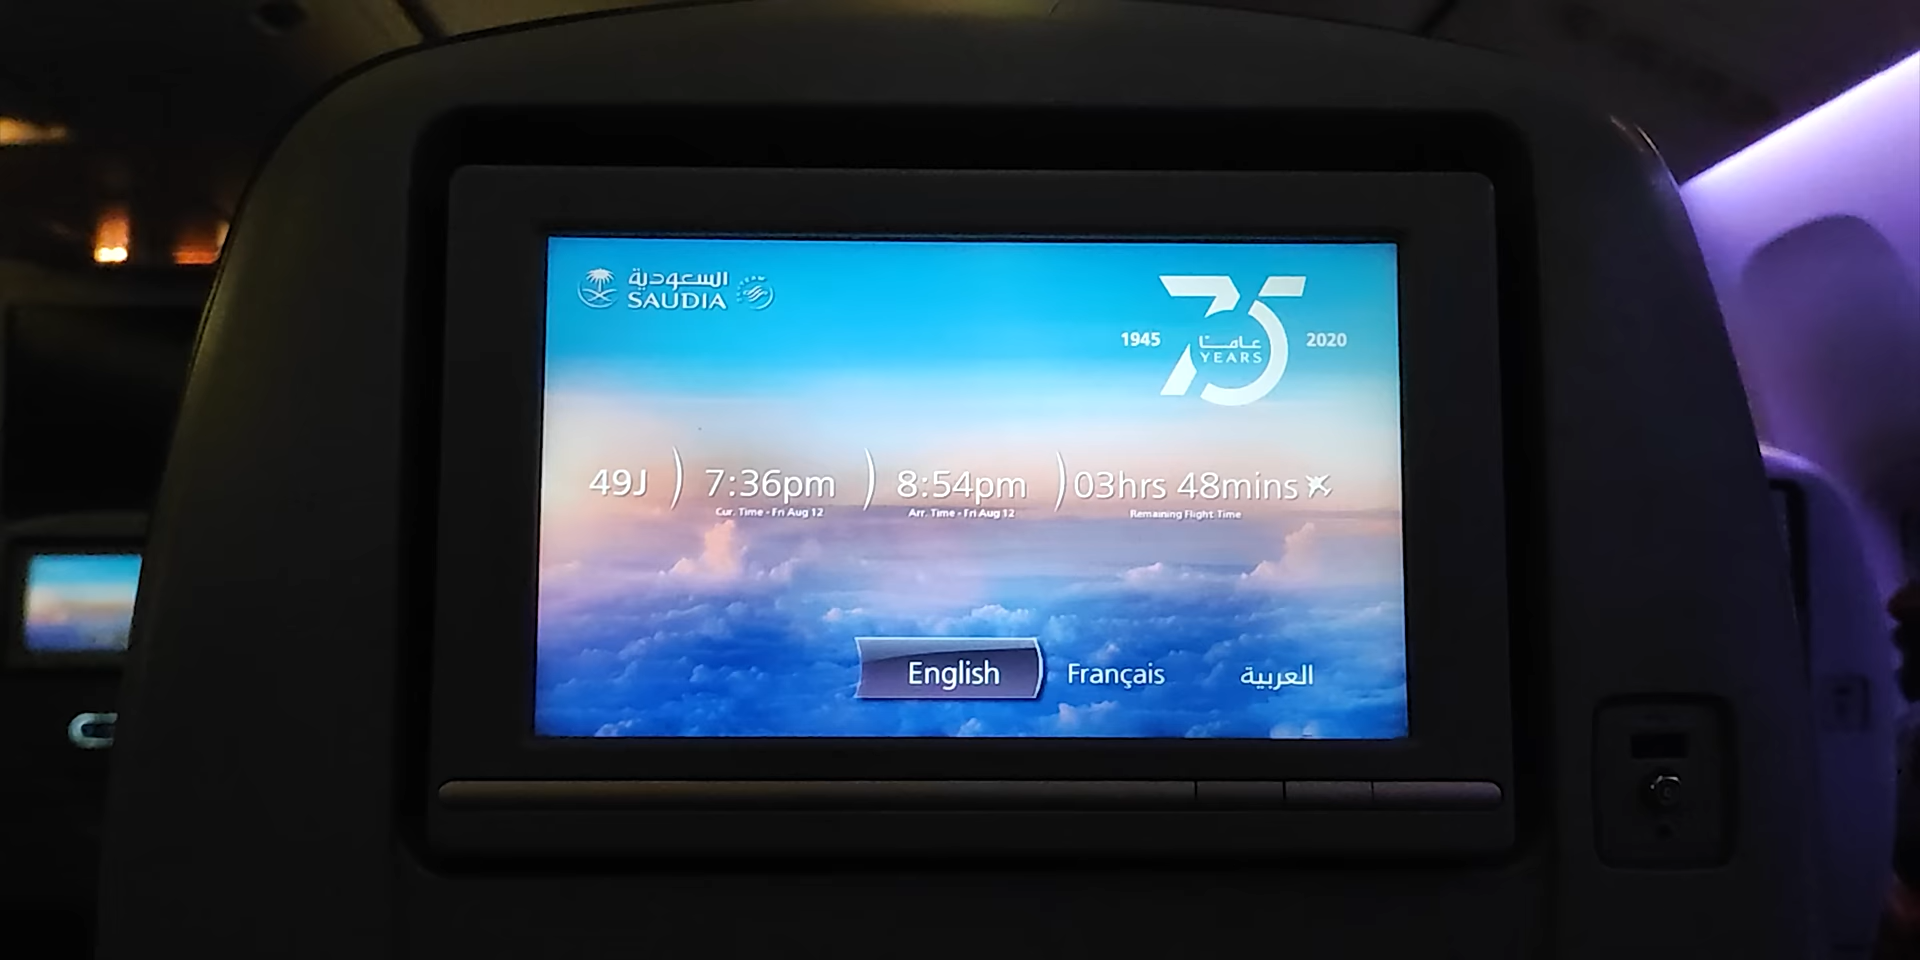 السعودية
SAUDIA
75
1945 عامًا 2020
YEARS
49J 7:36pm 8:54pm 03hrs 48mins
Cur. Time - Fri Aug 12 Arr. Time - Fri Aug 12 Remaining Flight Time
English Français العربية